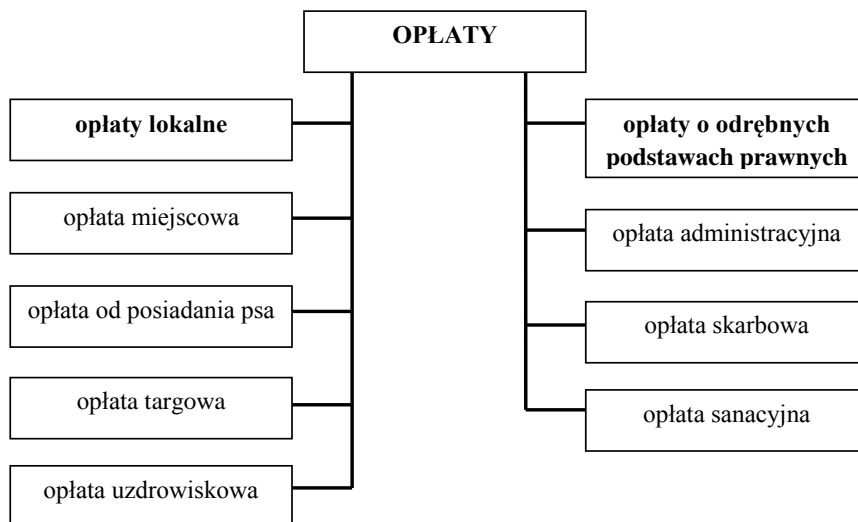 OPŁATY
opłaty lokalne
opłata miejscowa
opłata od posiadania psa
opłata targowa
opłata uzdrowiskowa
opłaty o odrębnych
podstawach prawnych
opłata administracyjna
opłata skarbowa
opłata sanacyjna